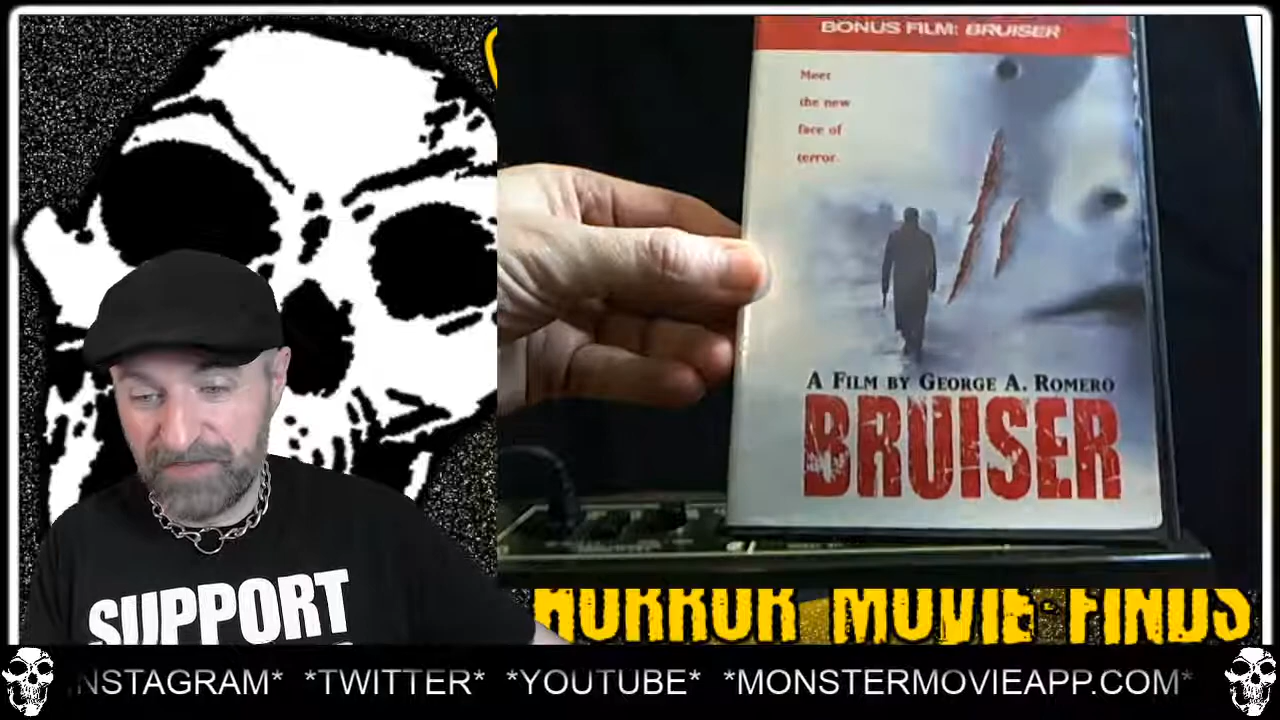 BONUS FILM: BRUISER
Meet
the new
face of
terror.
A FILM BY GEORGE A. ROMERO
BRUISER
SUPPORT
HORROR MOVIE FINDS
NSTAGRAM* *TWITTER* *YOUTUBE* *MONSTERMOVIEAPP.COM*